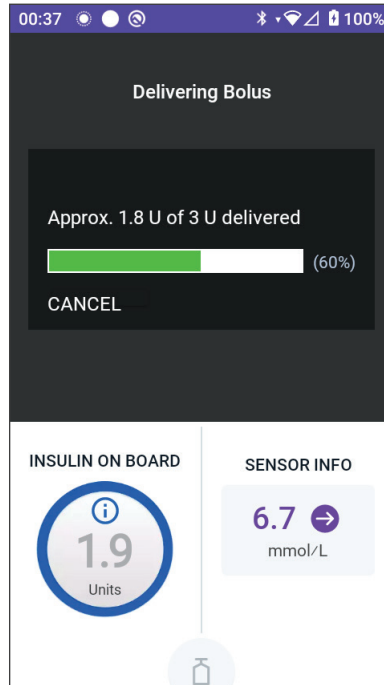 00:37 100%
Delivering Bolus
Approx. 1.8 U of 3 U delivered
(60%)
CANCEL
INSULIN ON BOARD
1.9
Units
SENSOR INFO
6.7
mmol/L